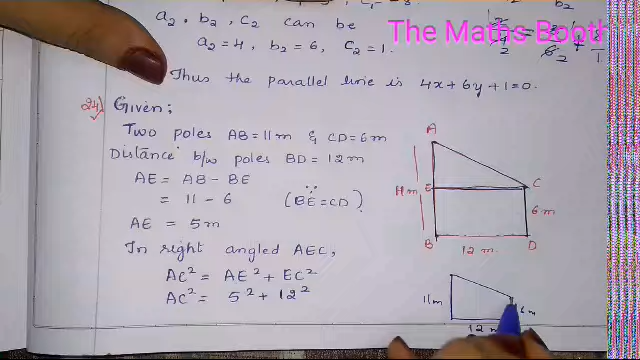 a₂, b₂, c₂ can be
a₂=4, b₂=6, c₂=1.
The Maths Booth
Thus the parallel line is 4x+6y+1=0.
24) Given;
Two poles AB=11m & CD=6m
Distance b/w poles BD=12m
AE = AB-BE
= 11-6 (∵ BE=CD).
AE = 5m
In right angled AEC,
AC² = AE²+EC²
AC² = 5²+12²
A
E
C
11m
6m
B
12 m
D
11m
6m
12 m